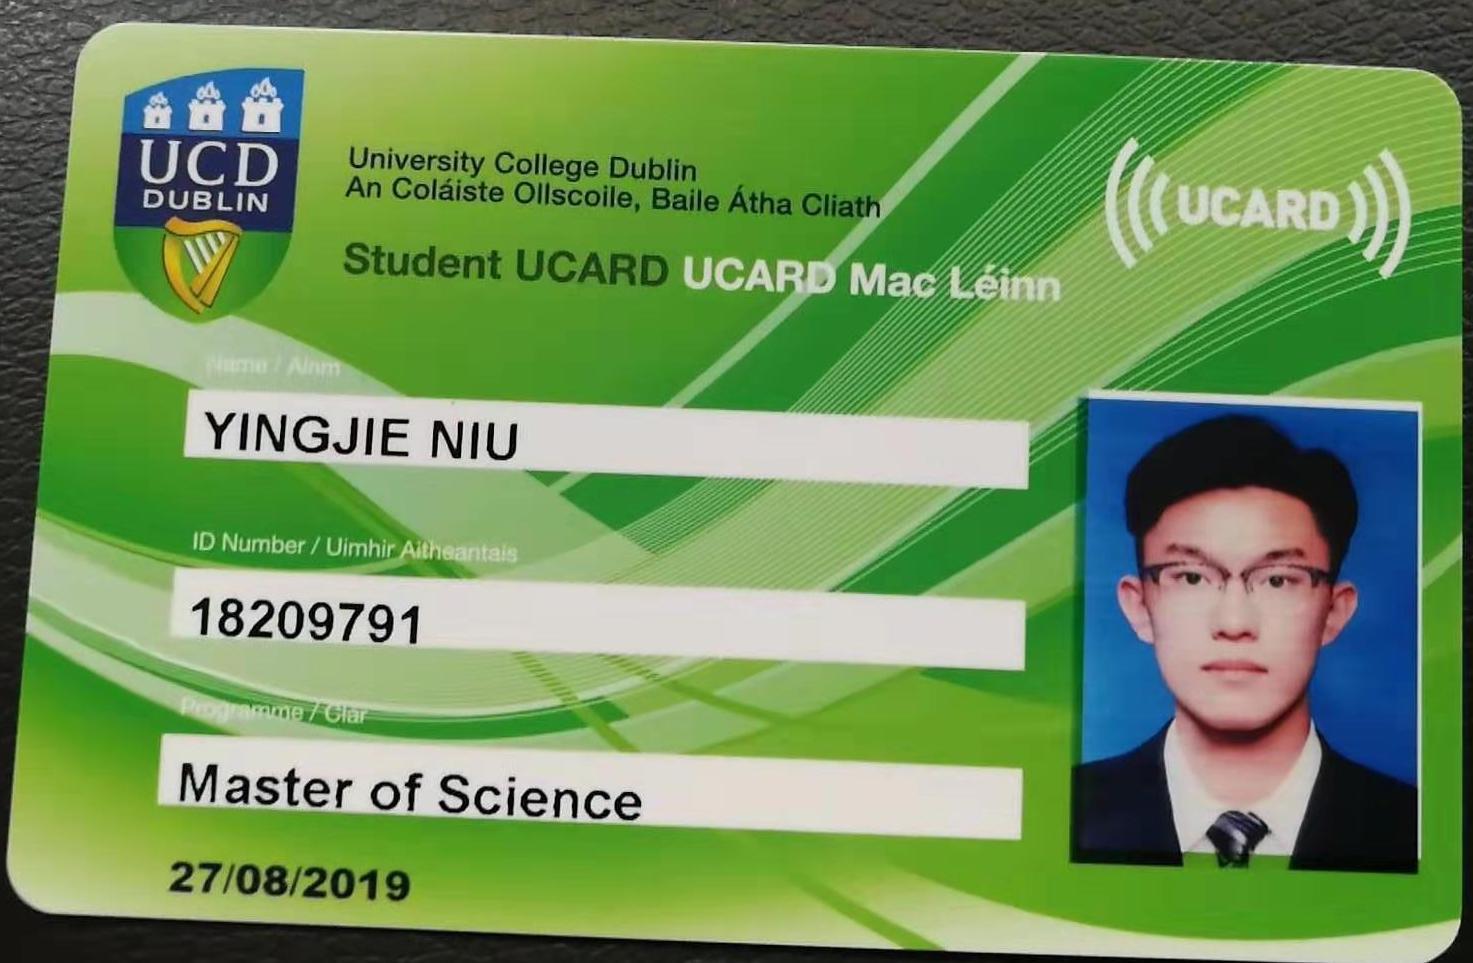 UCD
DUBLIN
University College Dublin
An Coláiste Ollscoile, Baile Átha Cliath
Student UCARD UCARD Mac Léinn
UCARD
Name / Ainm
YINGJIE NIU
ID Number / Uimhir Aitheantais
18209791
Programme / Clar
Master of Science
27/08/2019